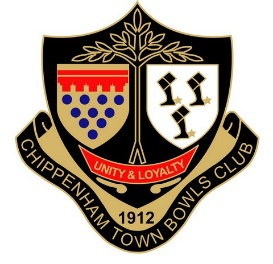 UNITY & LOYALTY
1912
CHIPPENHAM TOWN BOWLS CLUB